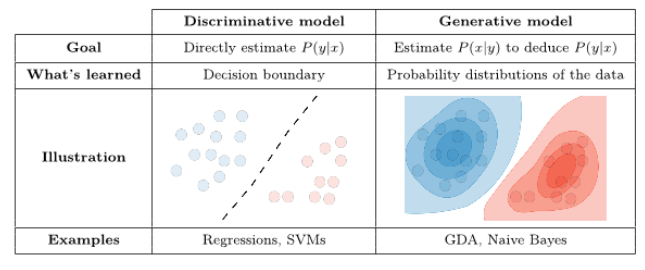 Discriminative model Generative model
Goal Directly estimate P(y|x) Estimate P(x|y) to deduce P(y|x)
What's learned Decision boundary Probability distributions of the data
Illustration
Examples Regressions, SVMs GDA, Naive Bayes